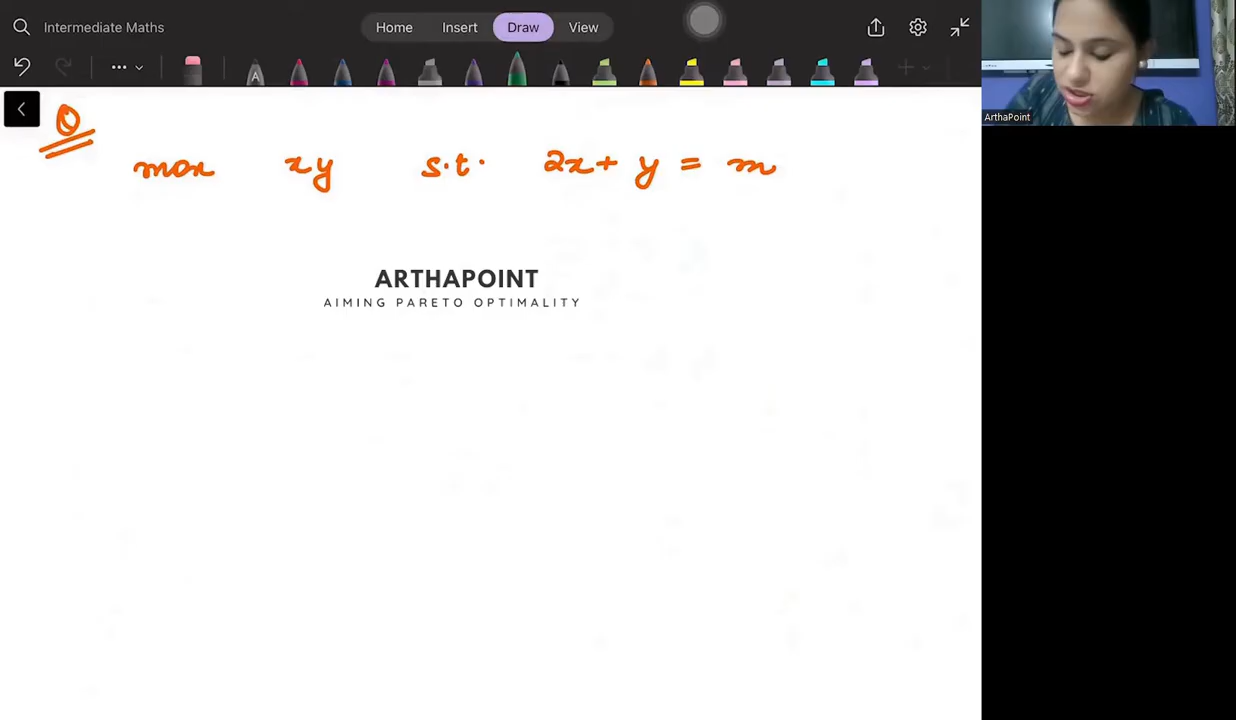 Intermediate Maths
Home Insert Draw View
A
ArthaPoint
Q
max xy s.t. 2x + y = m
ARTHAPOINT
AIMING PARETO OPTIMALITY